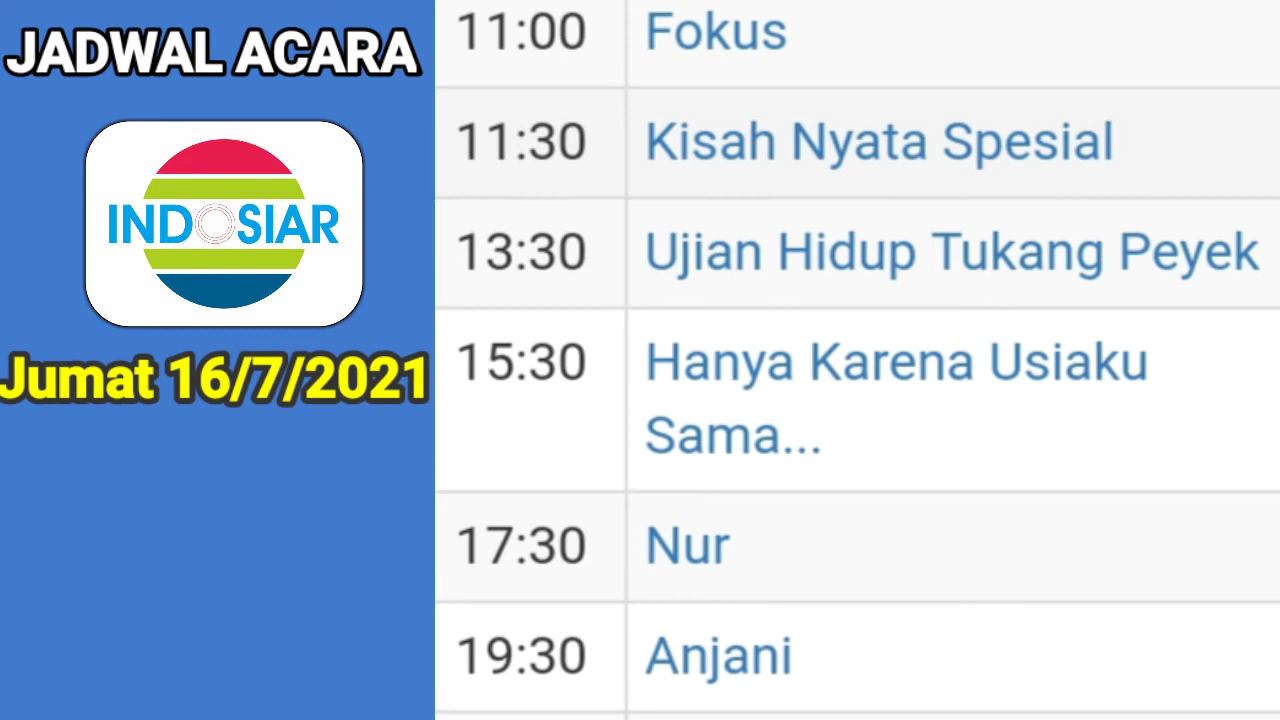 JADWAL ACARA
INDOSIAR
Jumat 16/7/2021
11:00 Fokus
11:30 Kisah Nyata Spesial
13:30 Ujian Hidup Tukang Peyek
15:30 Hanya Karena Usiaku
Sama...
17:30 Nur
19:30 Anjani